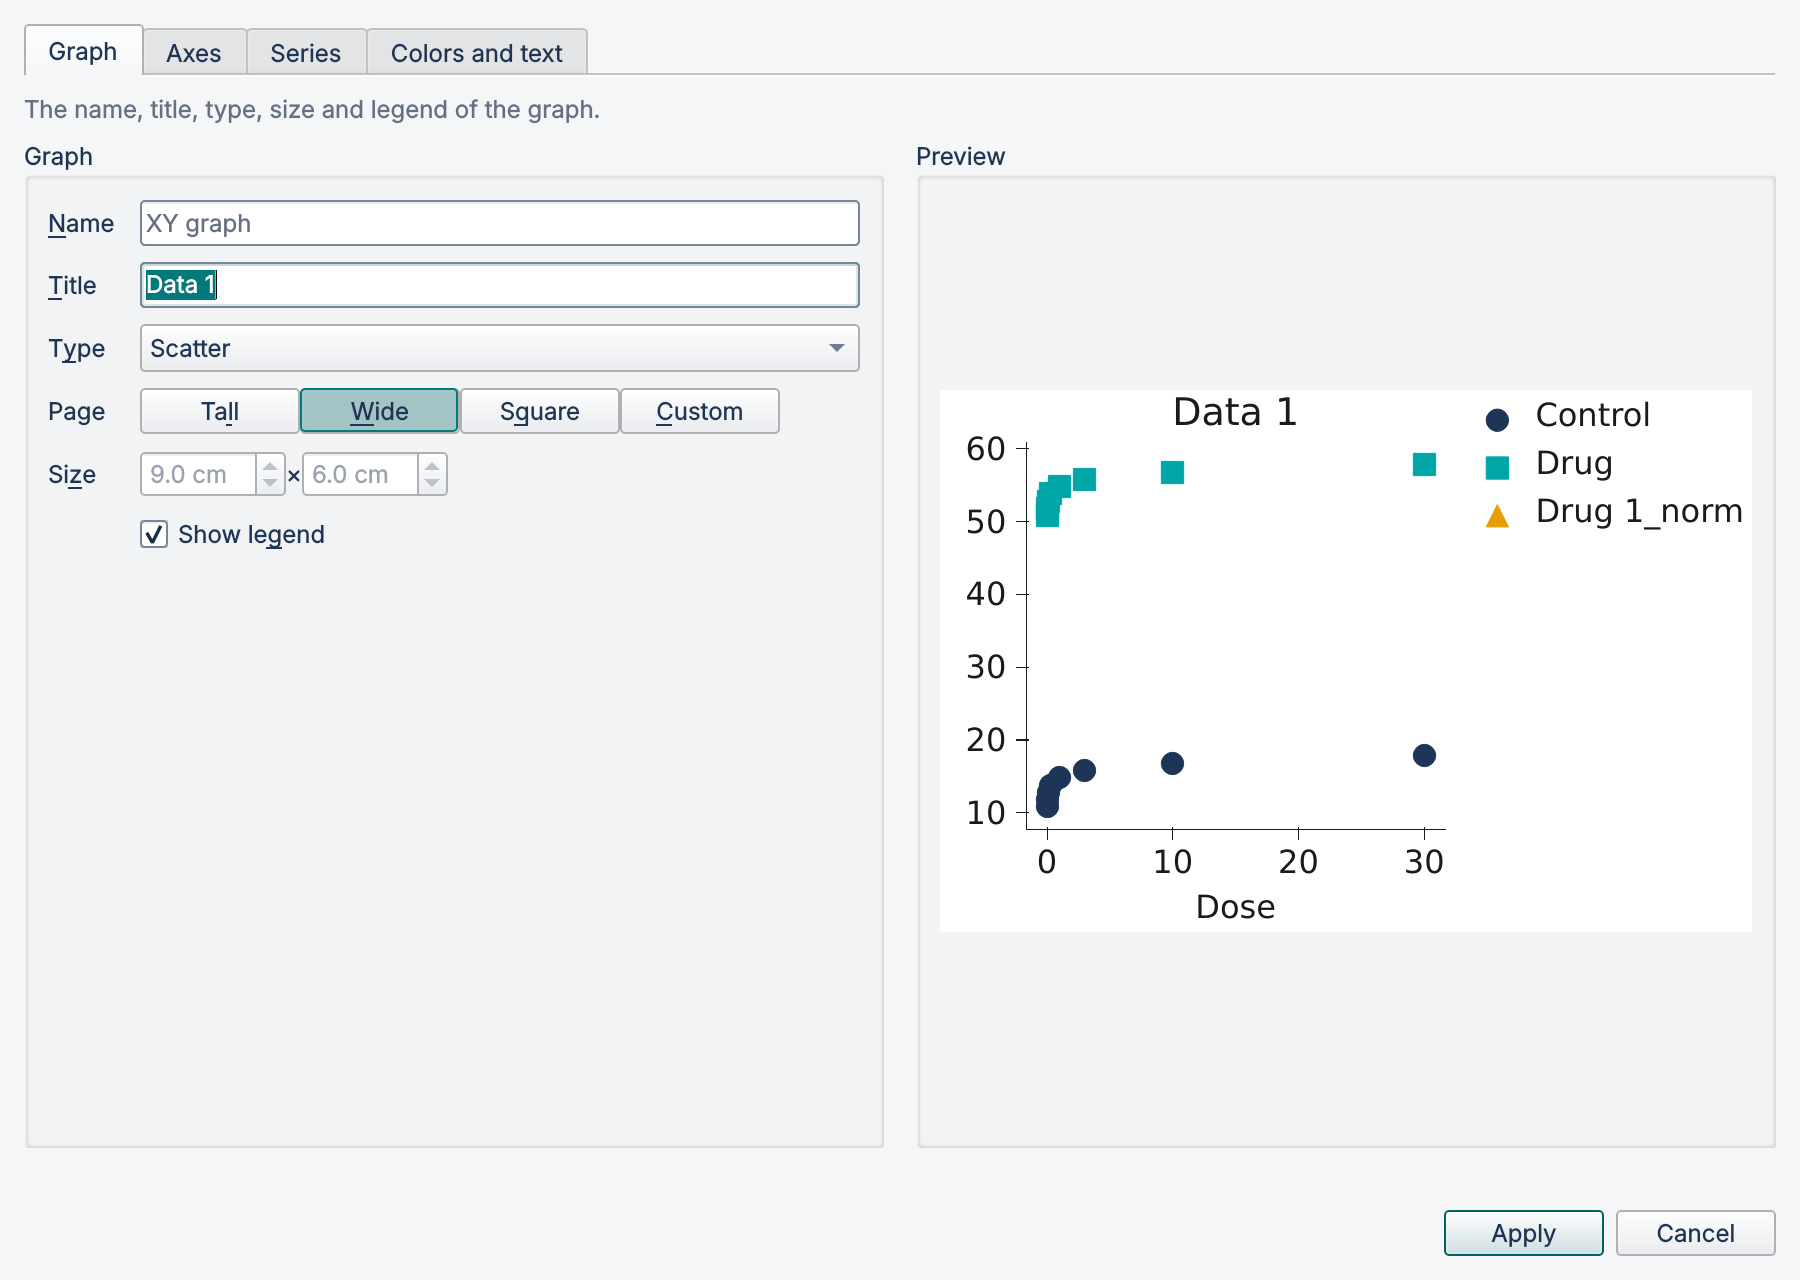 Graph
Axes
Series
Colors and text
The name, title, type, size and legend of the graph.
Graph
Name XY graph
Title Data 1
Type Scatter
Page Tall Wide Square Custom
Size 9.0 cm × 6.0 cm
Show legend
Preview
Data 1
Control
Drug
Drug 1_norm
60
50
40
30
20
10
0 10 20 30
Dose
Apply Cancel